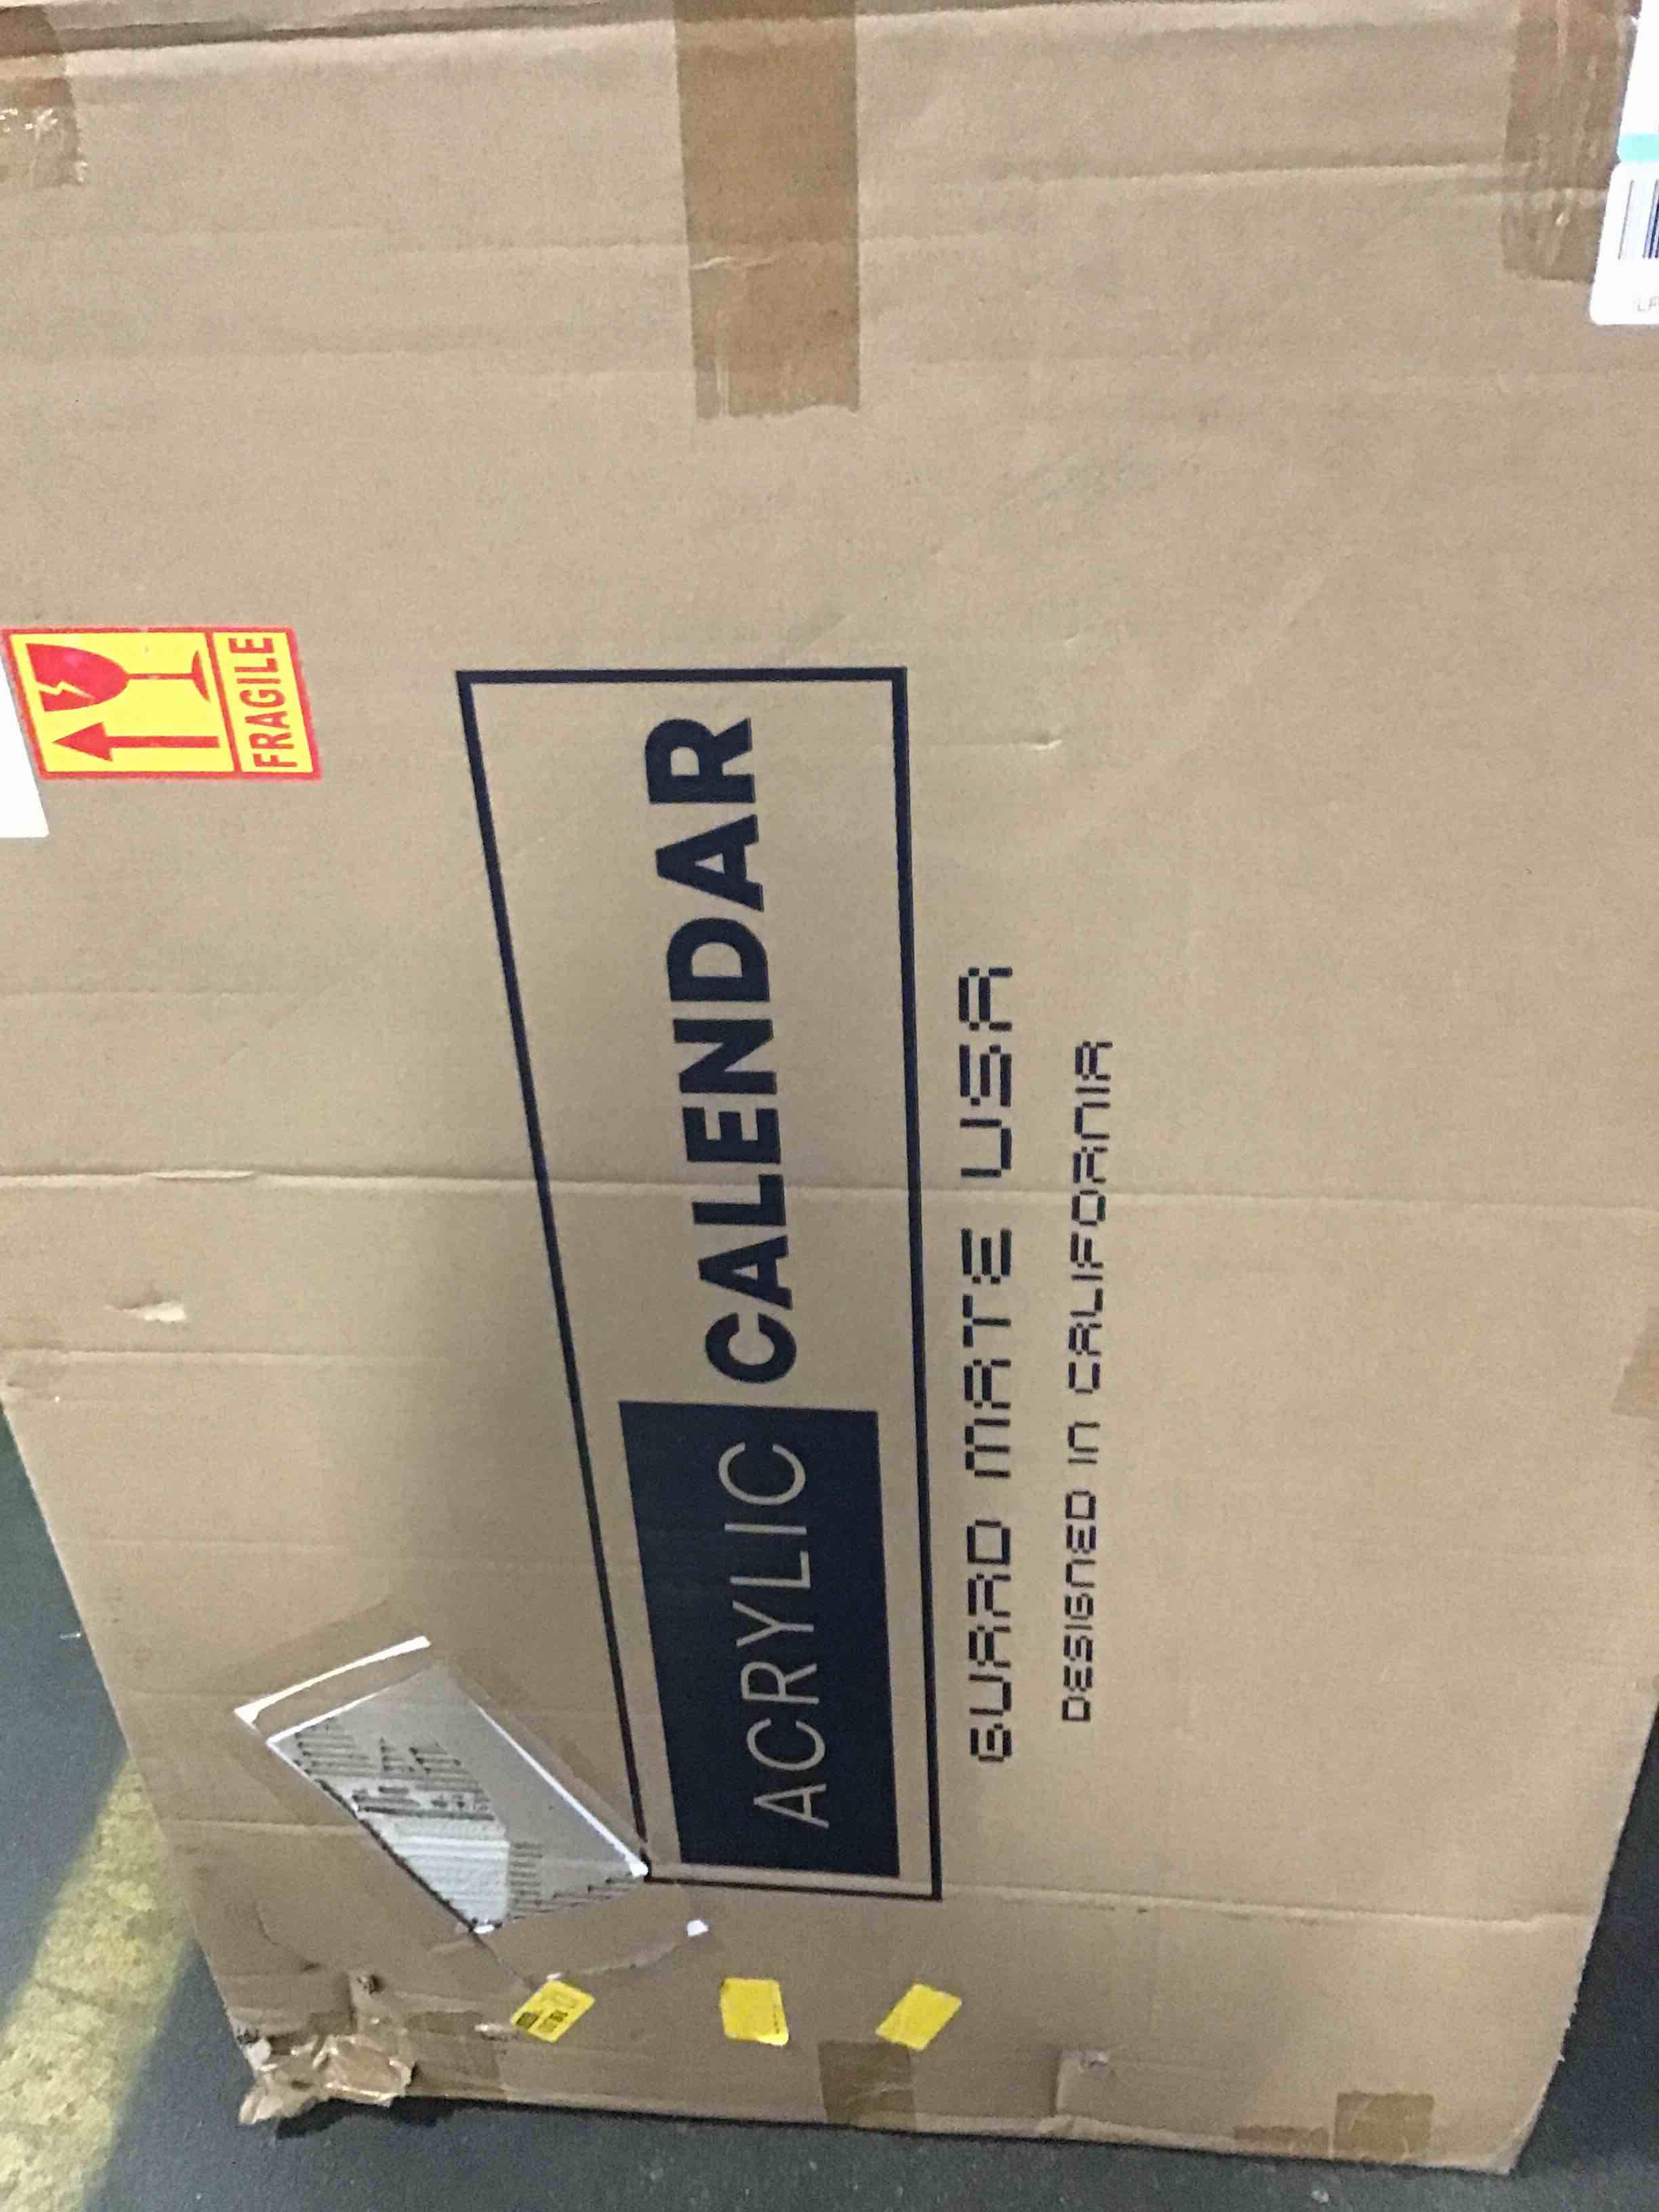 FRAGILE
ACRYLIC CALENDAR
GUARD MATE USA
DESIGNED IN CALIFORNIA